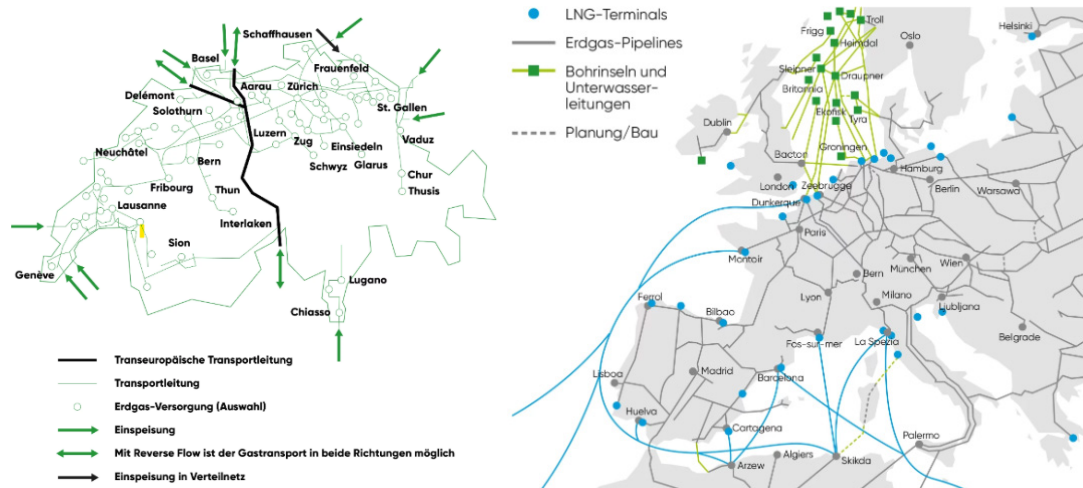 Schaffhausen
Basel
Frauenfeld
Aarau
Zürich
Delémont
Solothurn
St. Gallen
Luzern
Zug
Einsiedeln
Vaduz
Neuchâtel
Bern
Schwyz
Glarus
Fribourg
Thun
Chur
Thusis
Lausanne
Interlaken
Sion
Genève
Lugano
Chiasso
Transeuropäische Transportleitung
Transportleitung
Erdgas-Versorgung (Auswahl)
Einspeisung
Mit Reverse Flow ist der Gastransport in beide Richtungen möglich
Einspeisung in Verteilnetz
LNG-Terminals
Erdgas-Pipelines
Bohrinseln und
Unterwasser-
leitungen
Planung/Bau
Troll
Frigg
Heimdal
Oslo
Helsinki
Sleipner
Draupner
Britannia
Ekofisk
Tyra
Dublin
Groningen
Bacton
Hamburg
London
Zeebrugge
Berlin
Warsawa
Dunkerque
Paris
Montoir
München
Wien
Bern
Lyon
Milano
Ljubljana
Ferrol
Bilbao
Fos-sur-mer
La Spezia
Belgrade
Lisboa
Madrid
Bardelona
Huelva
Cartagena
Palermo
Arzew
Algiers
Skikda